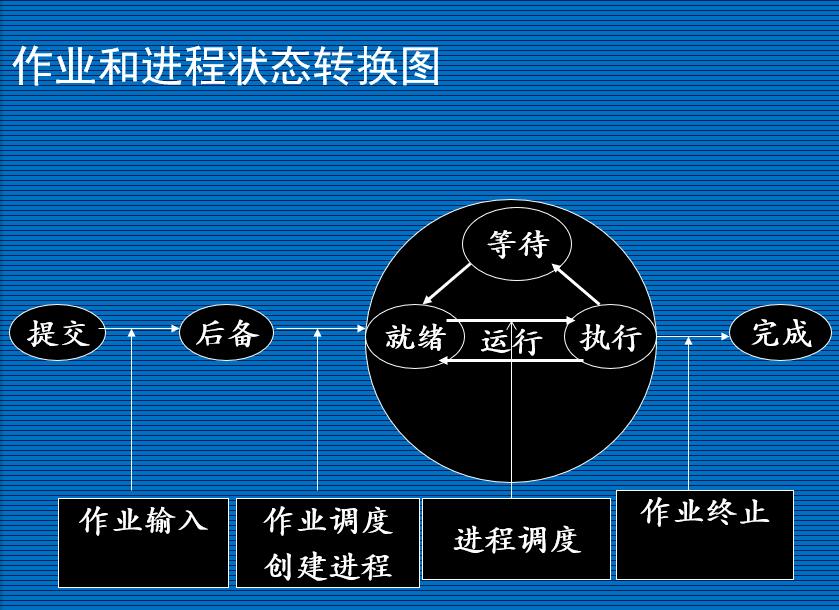 作业和进程状态转换图
等待
提交
后备
就绪
运行
执行
完成
作业输入
作业调度
创建进程
进程调度
作业终止